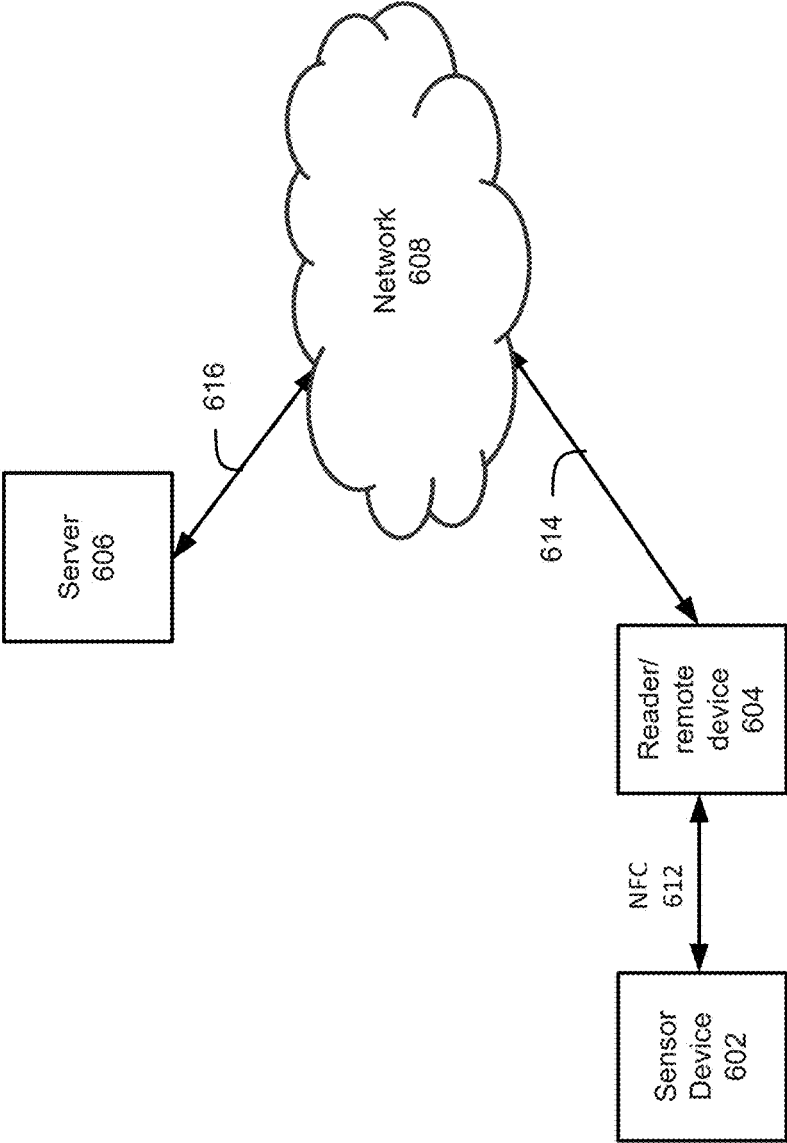 Server
606
616
Network
608
614
Sensor
Device
602
NFC
612
Reader/
remote
device
604